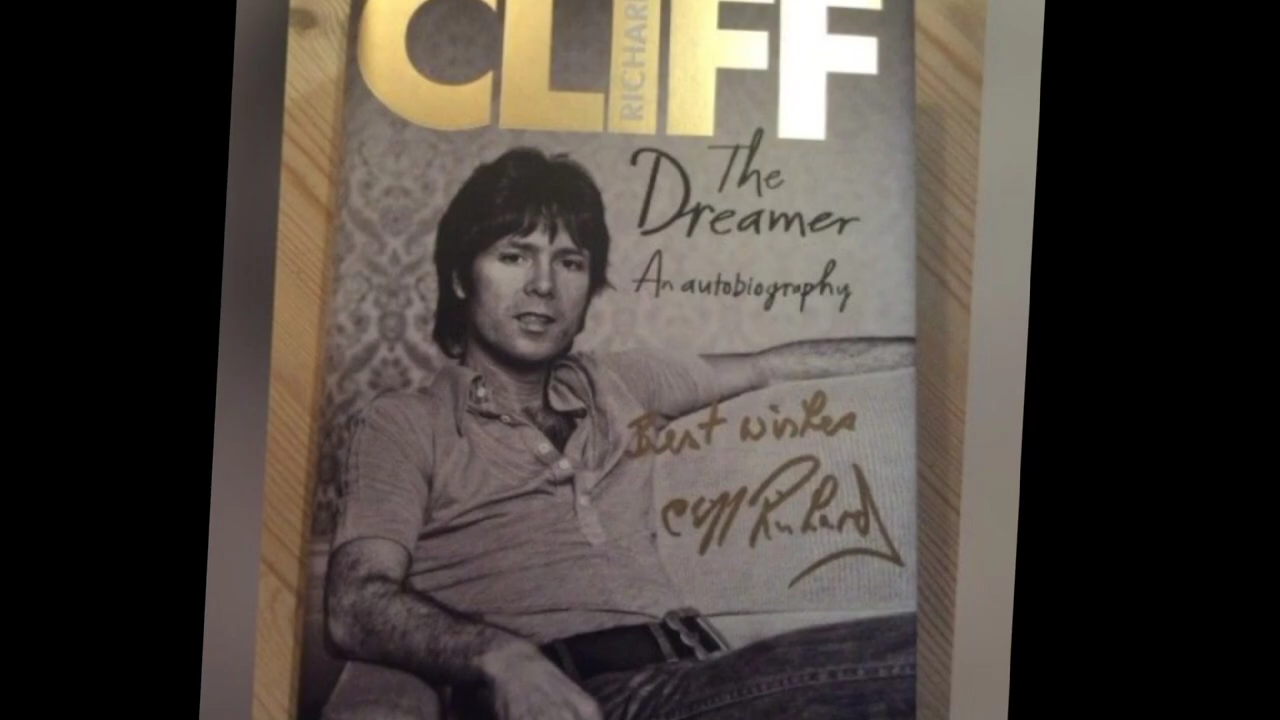 CLIFF
RICHARD
The
Dreamer
An autobiography
Best wishes
Cliff Richard